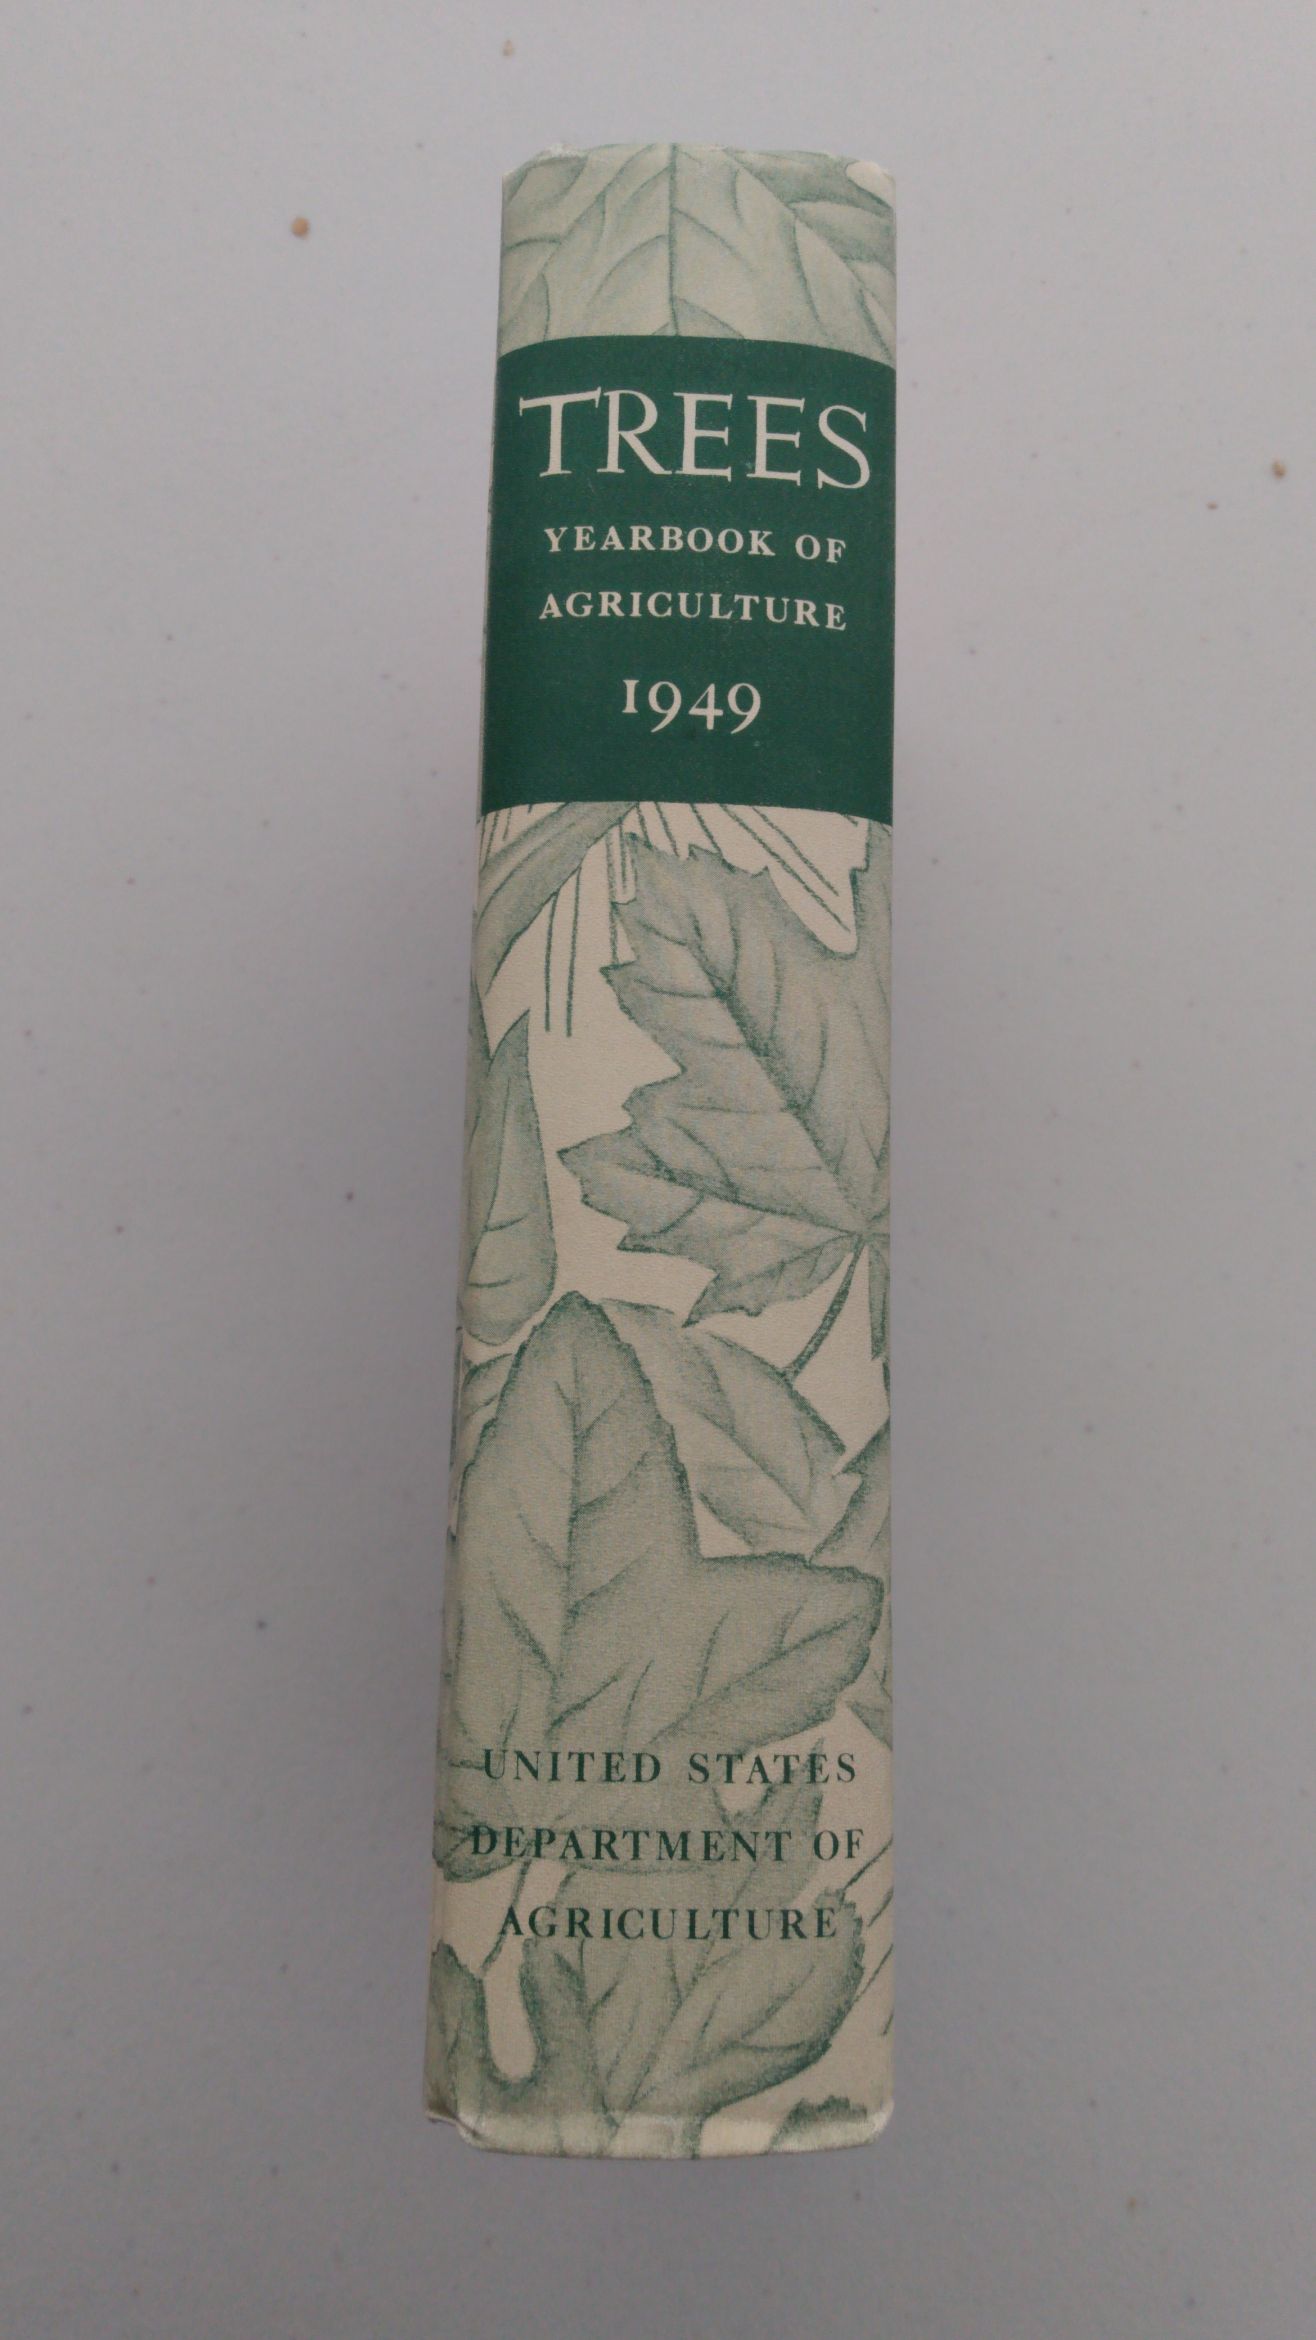 TREES
YEARBOOK OF
AGRICULTURE
1949
UNITED STATES
DEPARTMENT OF
AGRICULTURE